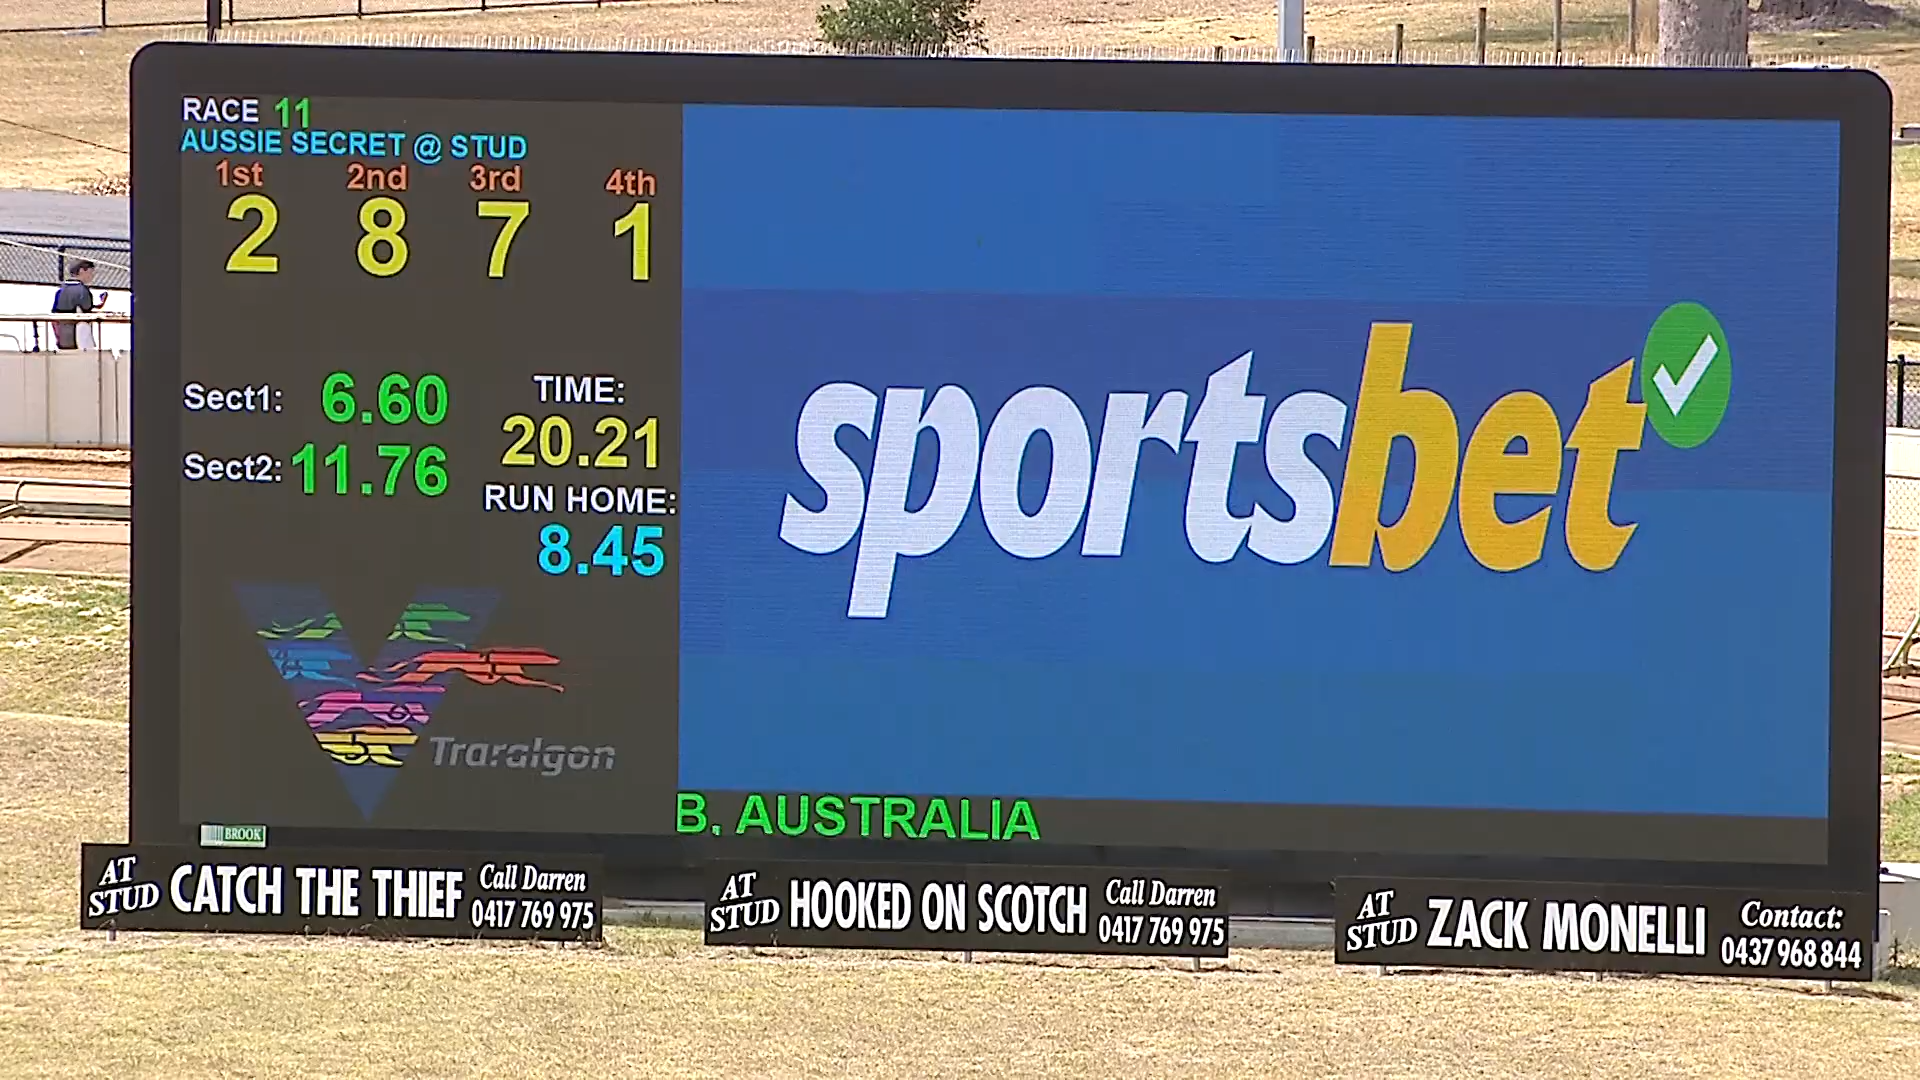 RACE 11
AUSSIE SECRET @ STUD
1st 2nd 3rd 4th
2 8 7 1
Sect1: 6.60
Sect2: 11.76
TIME:
20.21
RUN HOME:
8.45
Traralgon
sportsbet
B, AUSTRALIA
BROOK
AT STUD CATCH THE THIEF Call Darren 0417 769 975
AT STUD HOOKED ON SCOTCH Call Darren 0417 769 975
AT STUD ZACK MONELLI Contact: 0437 968 844